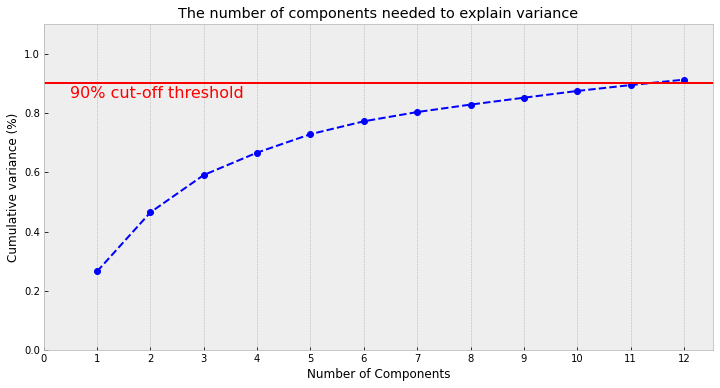 The number of components needed to explain variance
1.0
0.8
0.6
0.4
0.2
0.0
Cumulative variance (%)
90% cut-off threshold
0 1 2 3 4 5 6 7 8 9 10 11 12
Number of Components